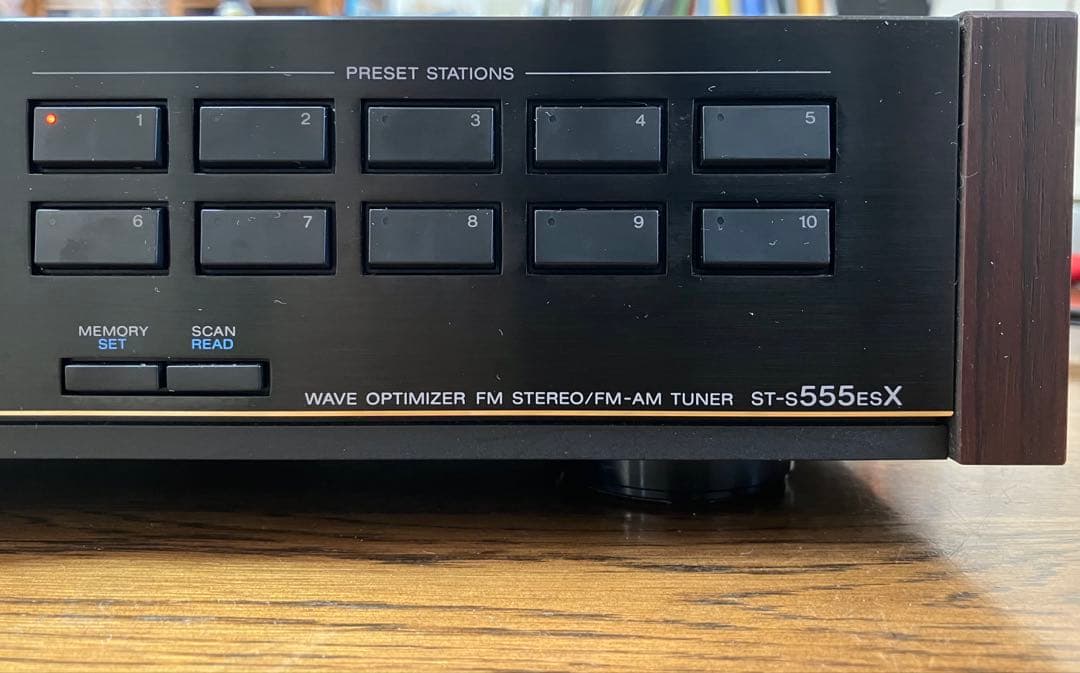 PRESET STATIONS
1 2 3 4 5
6 7 8 9 10
MEMORY SCAN
SET READ
WAVE OPTIMIZER FM STEREO/FM-AM TUNER ST-S555ESX